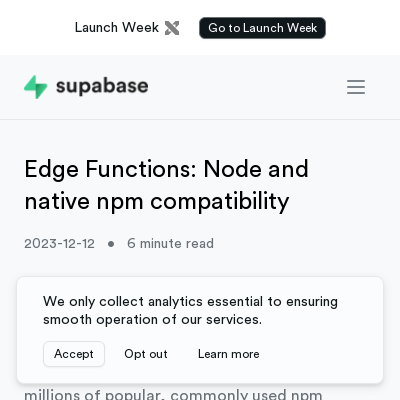 Launch Week X
Go to Launch Week
supabase
Edge Functions: Node and
native npm compatibility
2023-12-12 • 6 minute read
We only collect analytics essential to ensuring
smooth operation of our services.
Accept Opt out Learn more
millions of popular, commonly used npm